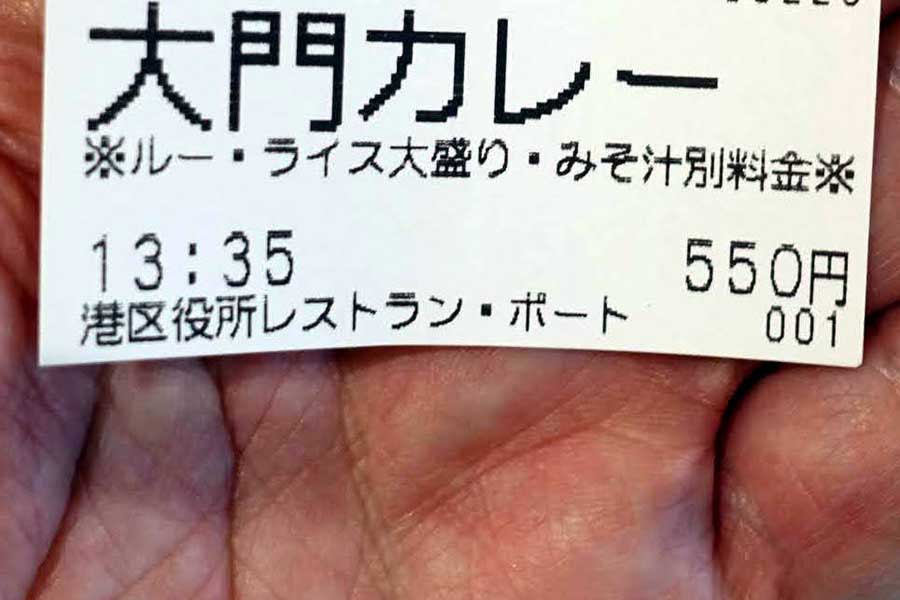 大門カレー
※ルー・ライス大盛り・みそ汁別料金※
13:35 550円
港区役所レストラン・ポート 001